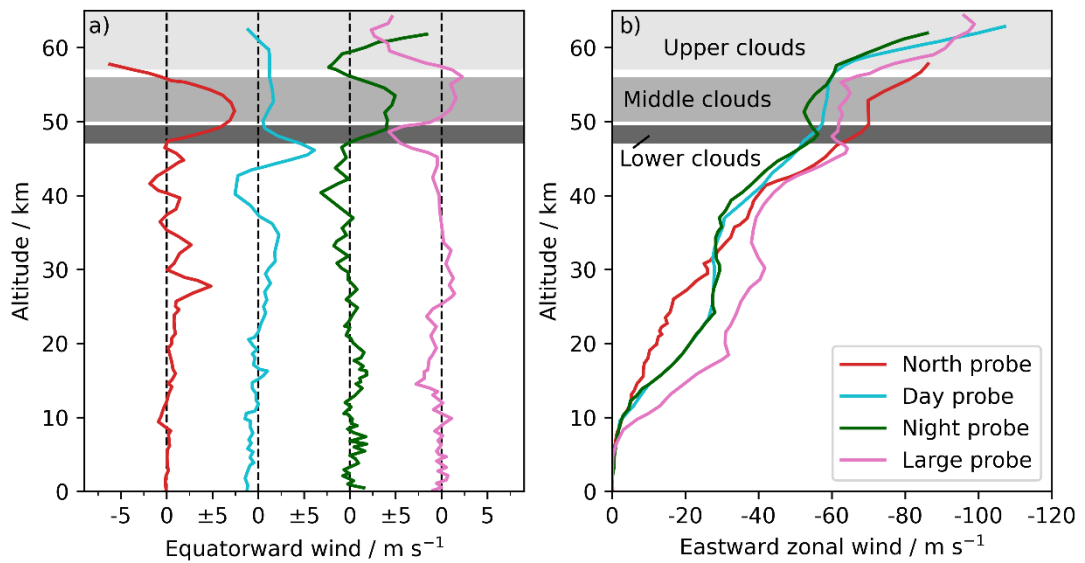 a)
60
50
40
30
20
10
0
Altitude / km
-5 0 ±5 0 ±5 0 ±5 0 5
Equatorward wind / m s⁻¹
b)
Upper clouds
Middle clouds
Lower clouds
60
50
40
30
20
10
0
Altitude / km
North probe
Day probe
Night probe
Large probe
0 -20 -40 -60 -80 -100 -120
Eastward zonal wind / m s⁻¹